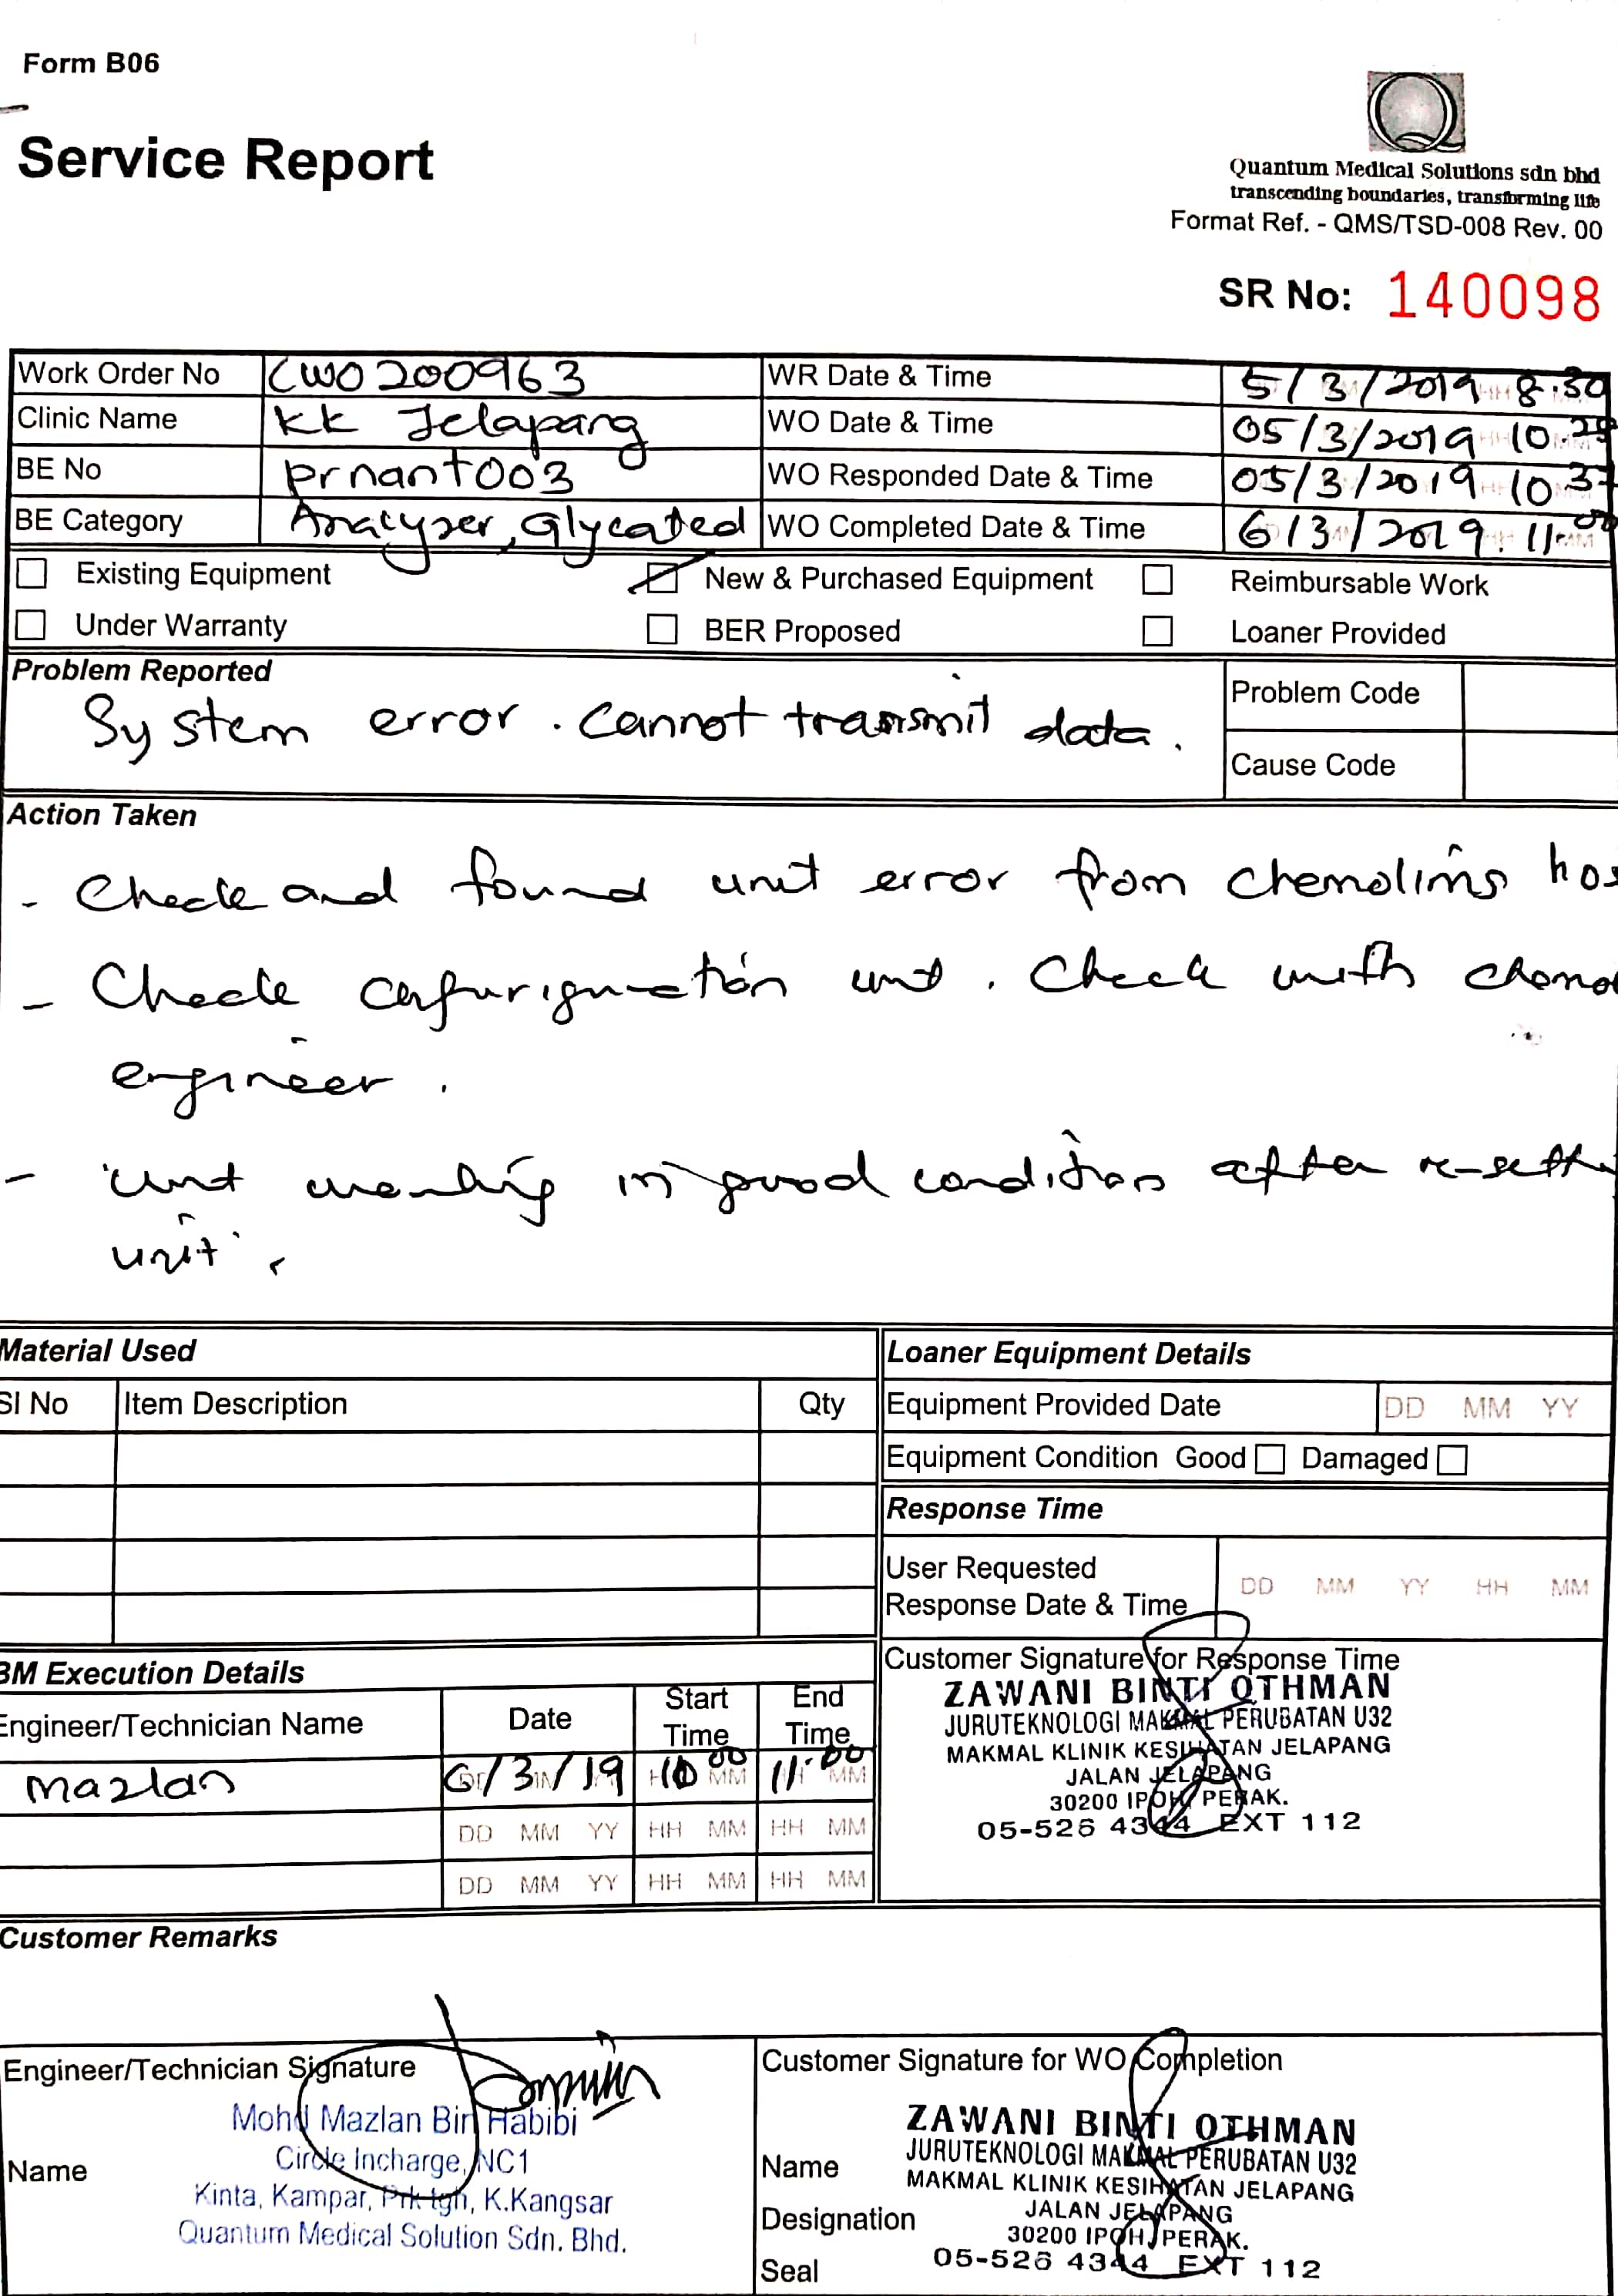 Form B06
Service Report
Quantum Medical Solutions sdn bhd
transcending boundaries, transforming life
Format Ref. - QMS/TSD-008 Rev. 00
SR No: 140098
Work Order No CWO200963 WR Date & Time 5/3/2019 8:30
Clinic Name KK Jelapang WO Date & Time 05/3/2019 10.29
BE No prnant003 WO Responded Date & Time 05/3/2019 10 37
BE Category Analyser, Glycated WO Completed Date & Time 6/3/2019. 11.00
Existing Equipment New & Purchased Equipment Reimbursable Work
Under Warranty BER Proposed Loaner Provided
Problem Reported
System error. Cannot transmit data.
Problem Code
Cause Code
Action Taken
- Check and found unit error from chemolims hos
- Check unit. Check with
engineer.
- unit working in good condition after re-sett
unit.
Material Used
Sl No Item Description Qty
Loaner Equipment Details
Equipment Provided Date DD MM YY
Equipment Condition Good Damaged
Response Time
User Requested
Response Date & Time DD MM YY HH MM
BM Execution Details
Engineer/Technician Name Date Start Time End Time
Mazlan 6/3/19 10 00 11.00
DD MM YY HH MM HH MM
DD MM YY HH MM HH MM
Customer Signature for Response Time
ZAWANI BINTI OTHMAN
JURUTEKNOLOGI MAKMAL PERUBATAN U32
MAKMAL KLINIK KESIHATAN JELAPANG
JALAN JELAPANG
30200 IPOH, PERAK.
05-526 4344 EXT 112
Customer Remarks
Engineer/Technician Signature
Mohd Mazlan Bin Habibi
Circle Incharge, NC1
Name
Kinta, Kampar, Prk tgh, K.Kangsar
Quantum Medical Solution Sdn. Bhd.
Customer Signature for WO Completion
ZAWANI BINTI OTHMAN
JURUTEKNOLOGI MAKMAL PERUBATAN U32
Name
MAKMAL KLINIK KESIHATAN JELAPANG
JALAN JELAPANG
Designation
30200 IPOH, PERAK.
05-526 4344 EXT 112
Seal